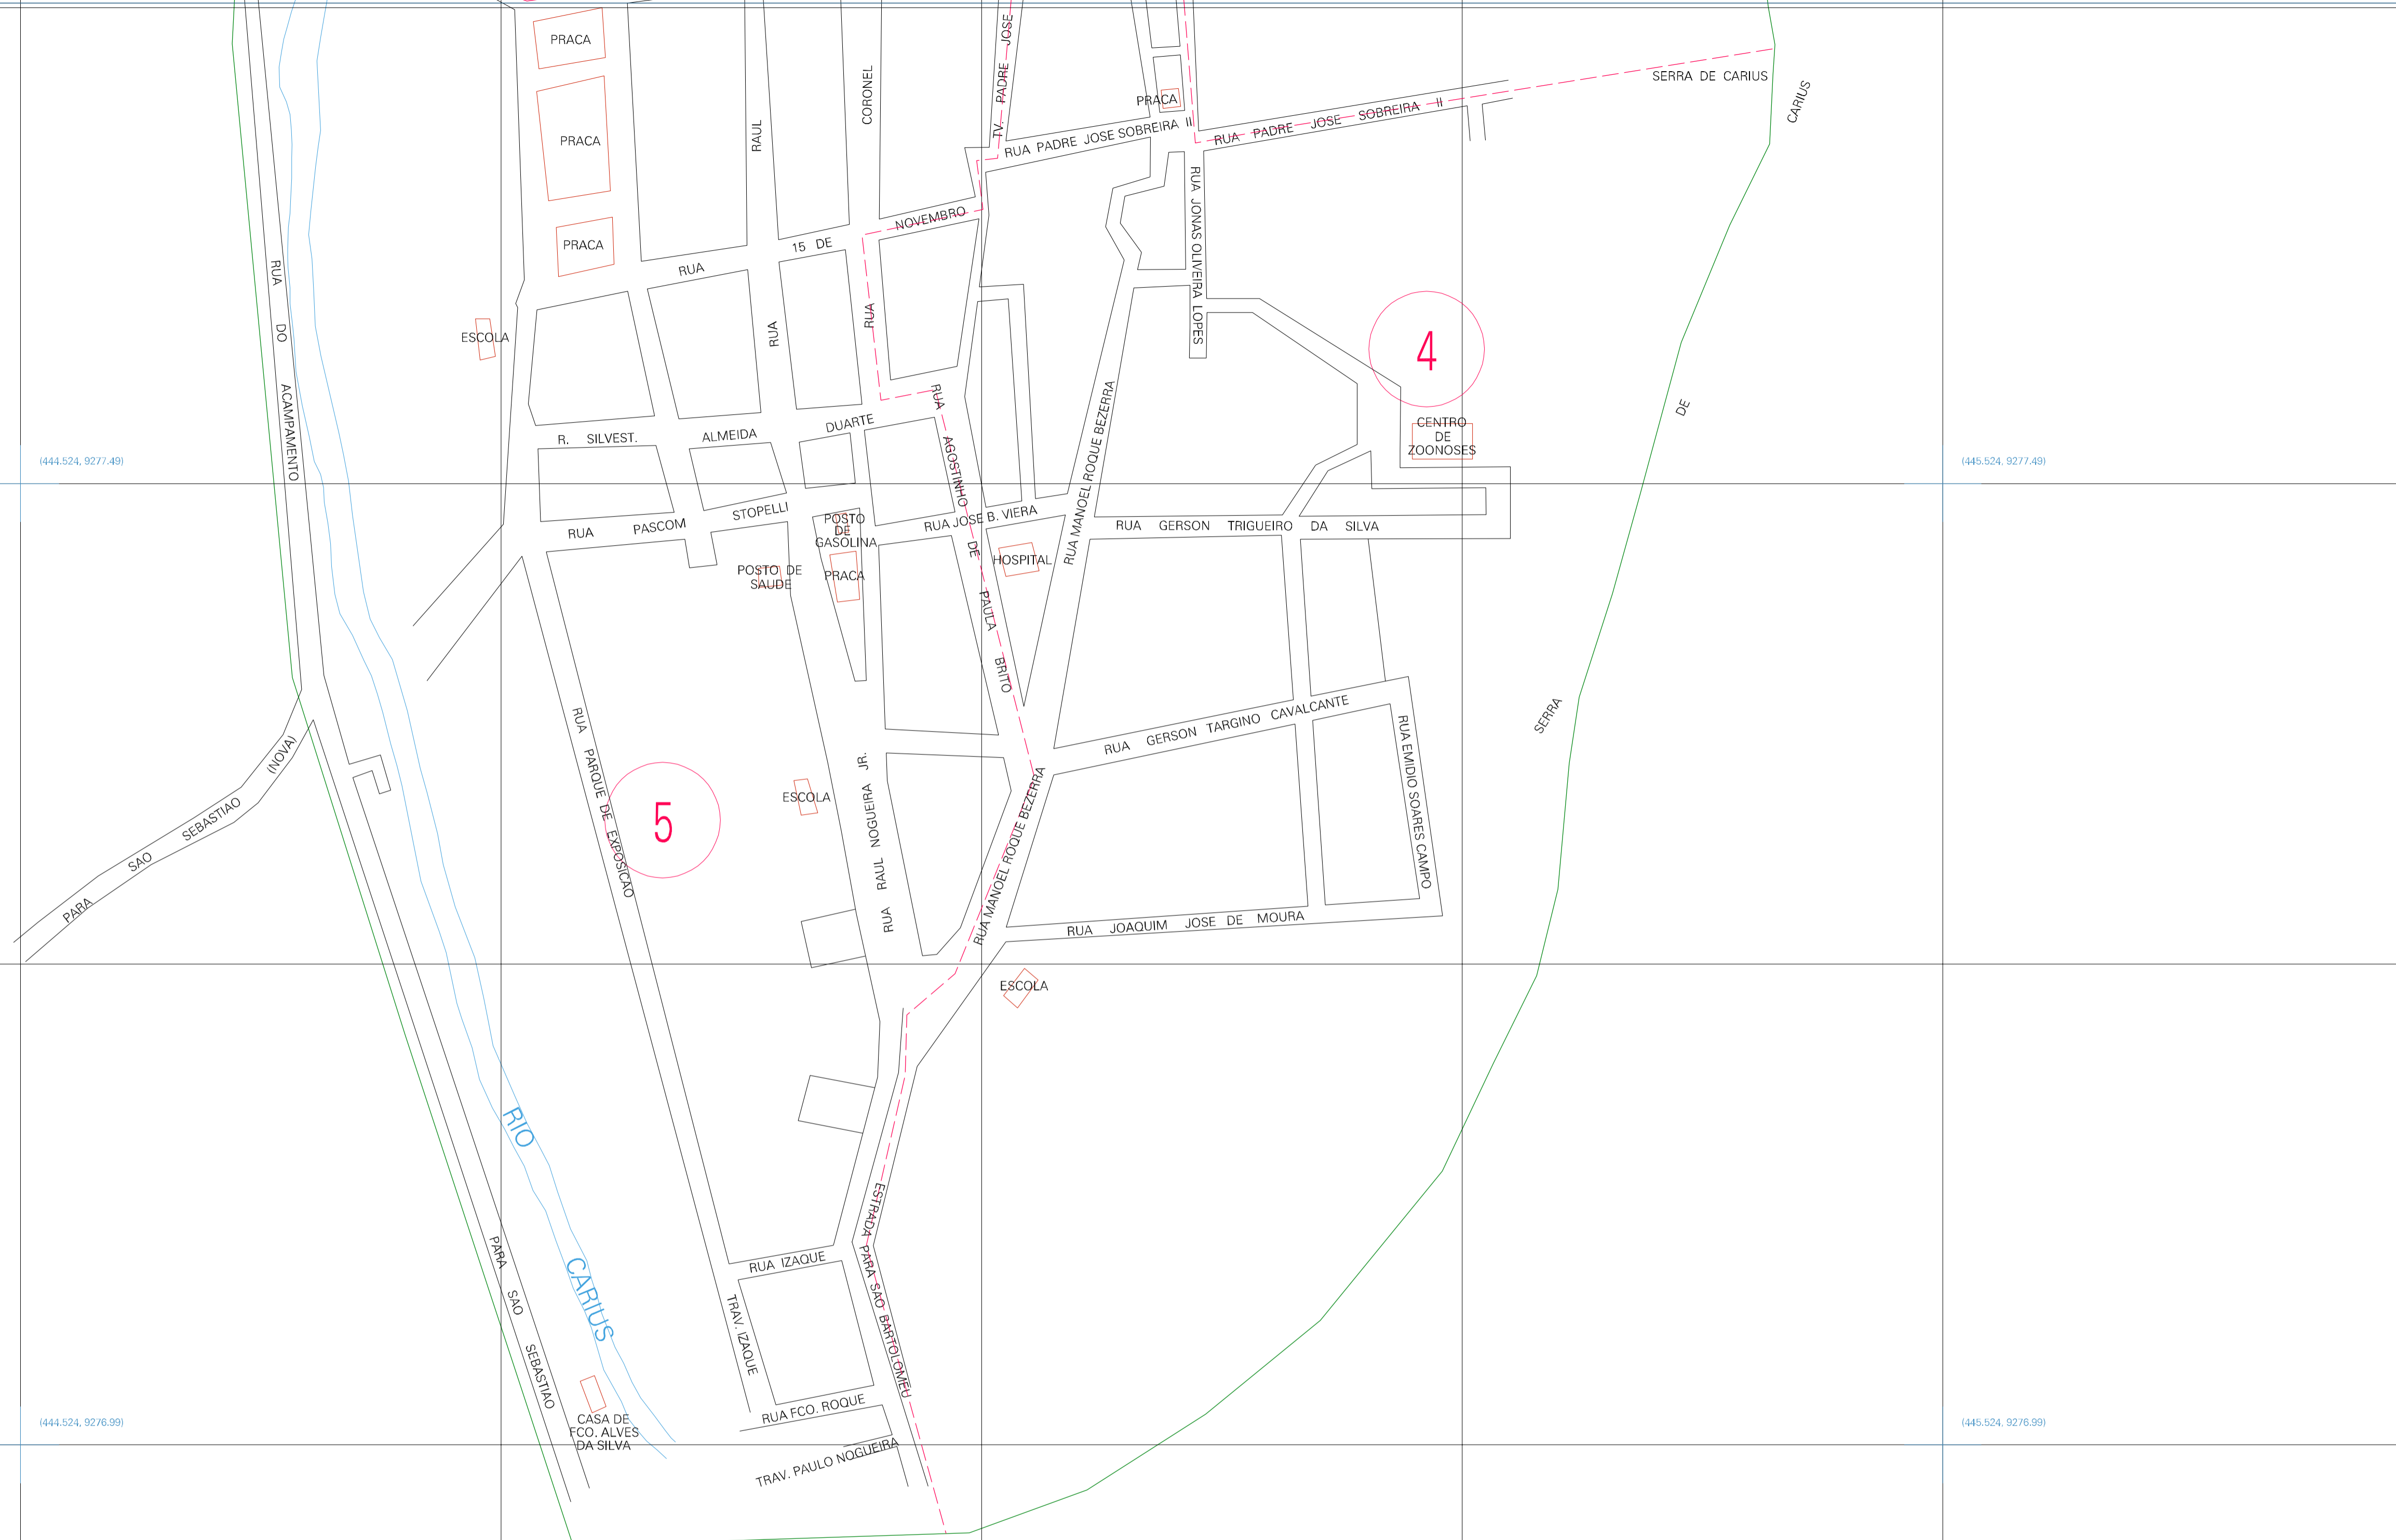 PRACA
PRACA
PRACA
PRACA
RAUL
CORONEL
TV. PADRE JOSE
RUA PADRE JOSE SOBREIRA II
RUA PADRE JOSE SOBREIRA II
SERRA DE CARIUS
SERRA DE CARIUS
RUA 15 DE NOVEMBRO
RUA JONAS OLIVEIRA LOPES
RUA DO ACAMPAMENTO
ESCOLA
RUA
RUA
4
CENTRO
DE
ZOONOSES
R. SILVEST. ALMEIDA DUARTE
(444.524, 9277.49)
(445.524, 9277.49)
RUA AGOSTINHO DE PAULA BRITO
RUA MANOEL ROQUE BEZERRA
RUA PASCOM STOPELLI
RUA JOSE B. VIERA
RUA GERSON TRIGUEIRO DA SILVA
POSTO
DE
GASOLINA
POSTO DE
SAUDE
PRACA
HOSPITAL
RUA GERSON TARGINO CAVALCANTE
RUA EMIDIO SOARES CAMPO
RUA PARQUE DE EXPOSICAO
5
ESCOLA
RUA RAUL NOGUEIRA JR.
RUA MANOEL ROQUE BEZERRA
PARA SAO SEBASTIAO (NOVA)
RUA JOAQUIM JOSE DE MOURA
ESCOLA
RIO CARIUS
ESTRADA PARA SAO BARTOLOMEU
RUA IZAQUE
TRAV. IZAQUE
PARA SAO SEBASTIAO
CASA DE
FCO. ALVES
DA SILVA
RUA FCO. ROQUE
TRAV. PAULO NOGUEIRA
(444.524, 9276.99)
(445.524, 9276.99)